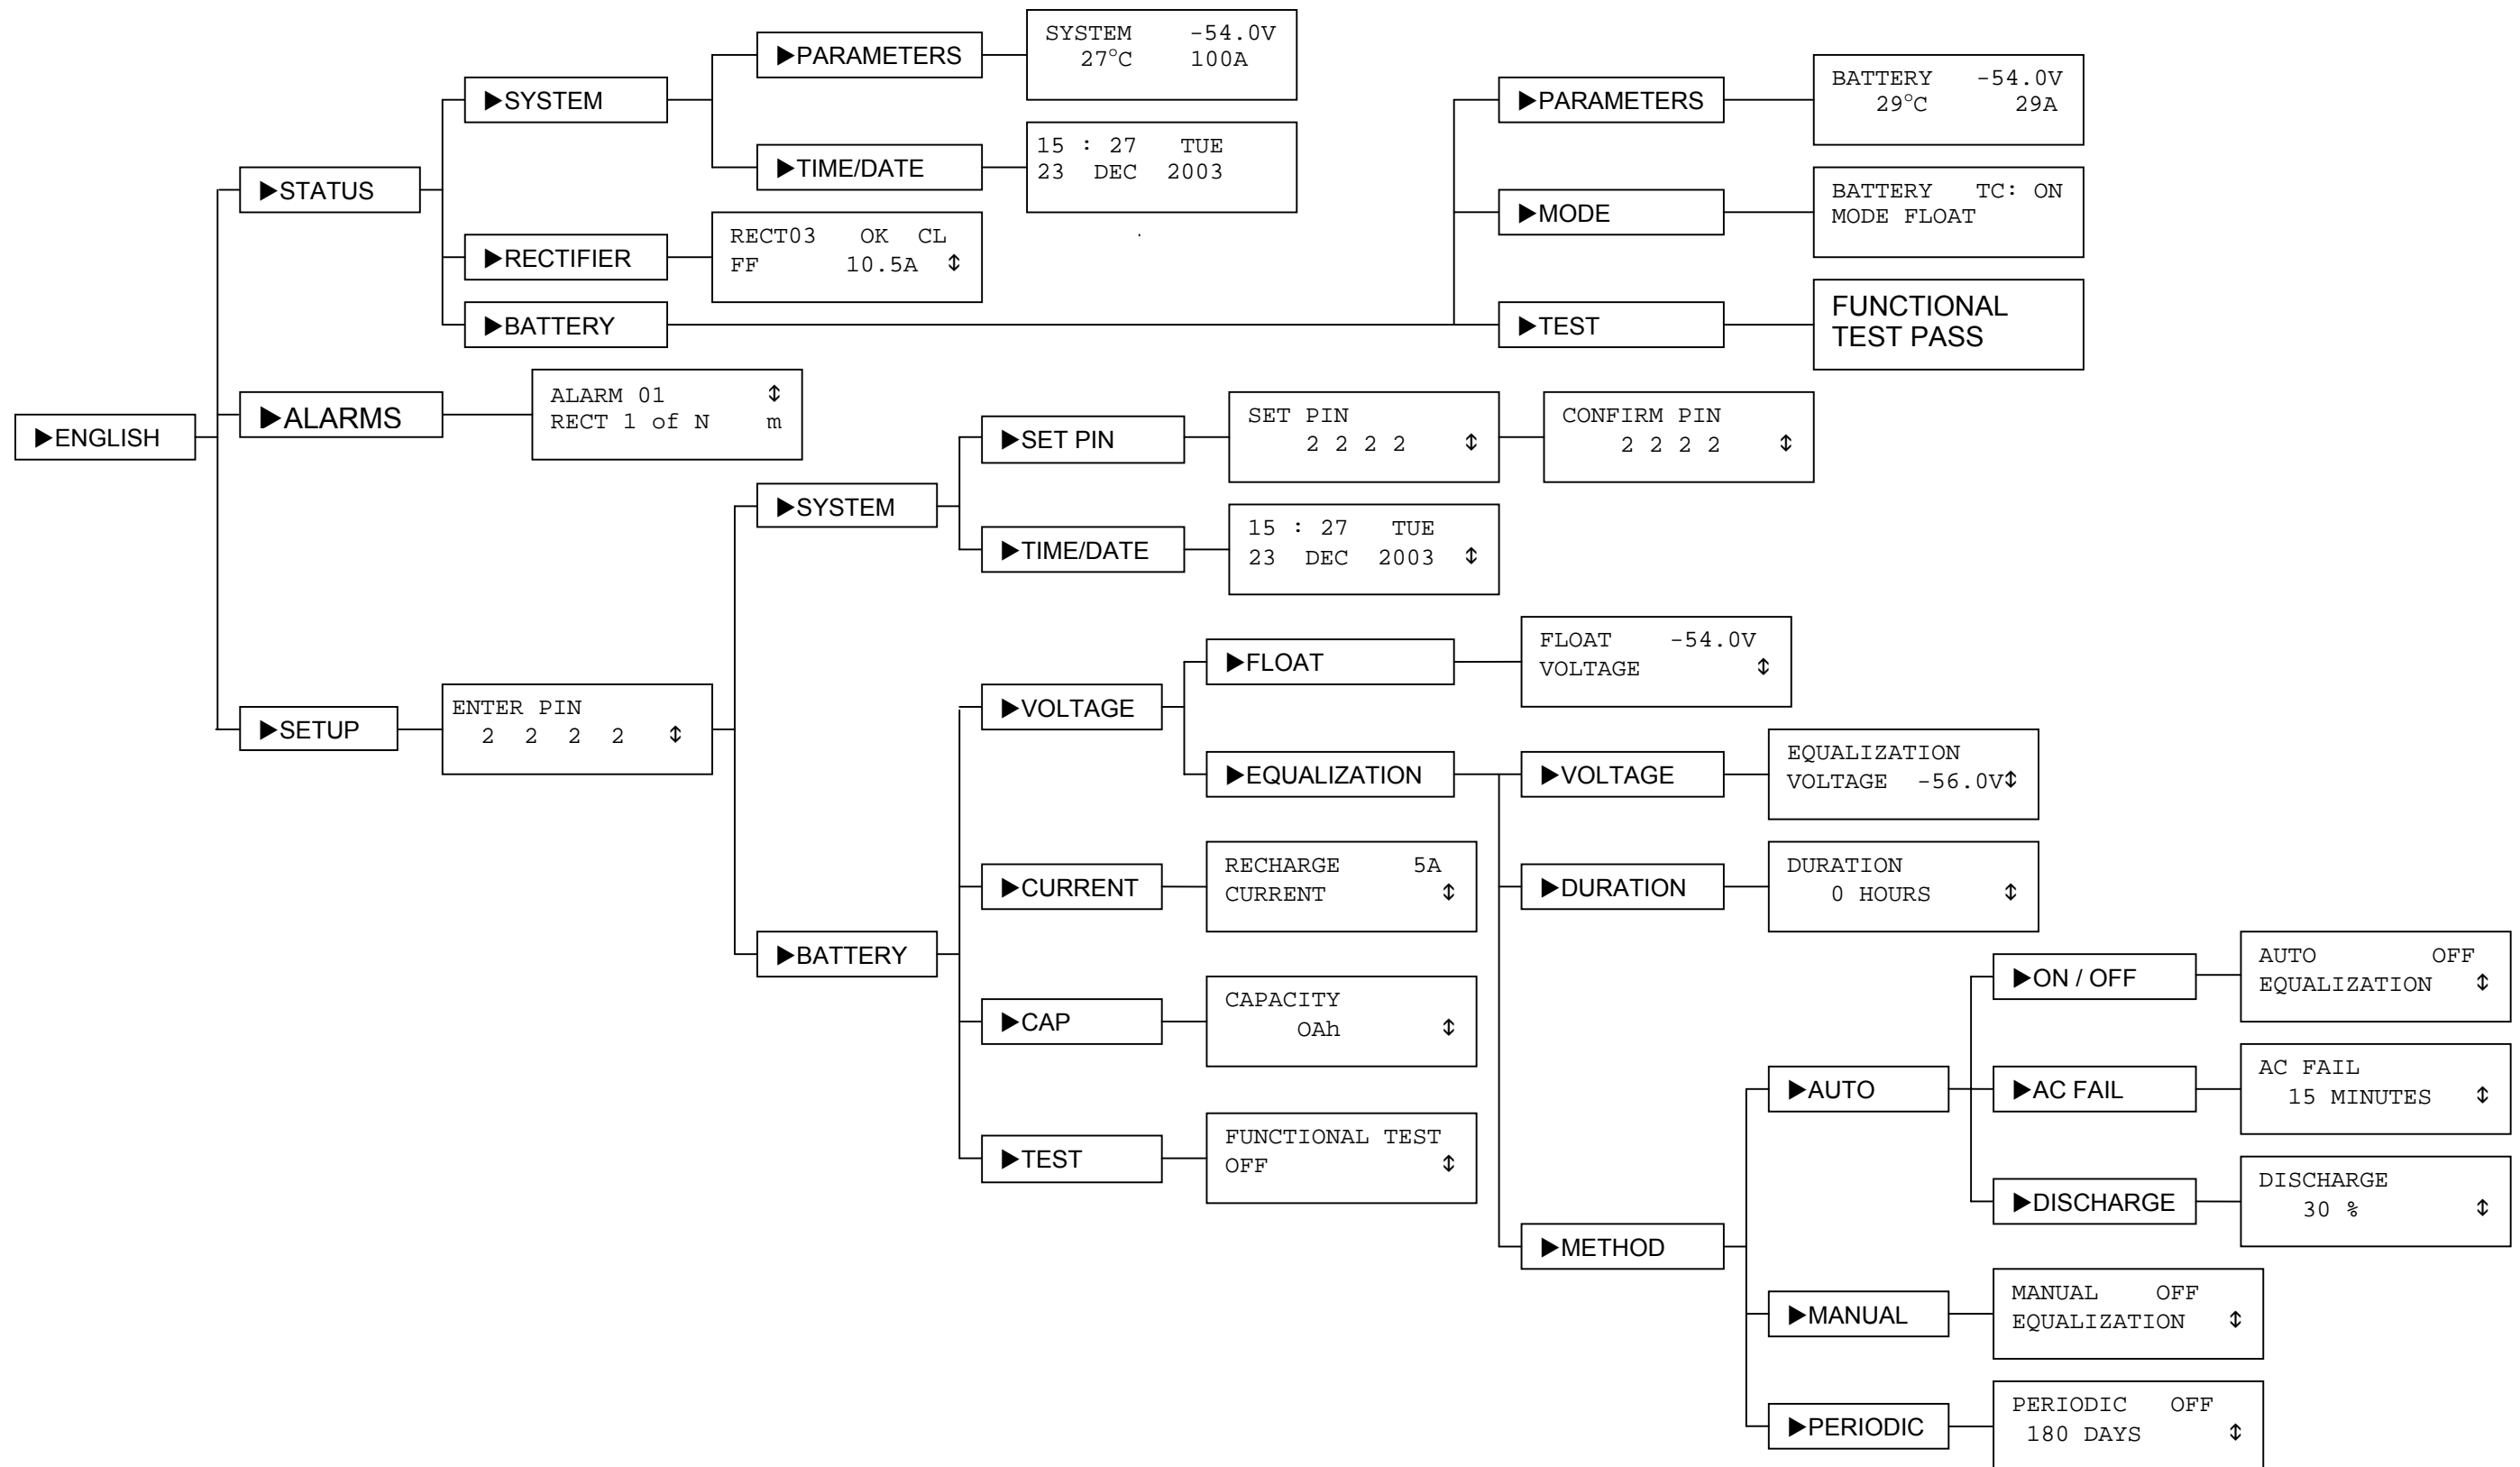 ▶ENGLISH
▶STATUS
▶SYSTEM
▶PARAMETERS
SYSTEM -54.0V
27°C 100A
▶TIME/DATE
15 : 27 TUE
23 DEC 2003
▶RECTIFIER
RECT03 OK CL
FF 10.5A ⇕
▶BATTERY
▶PARAMETERS
BATTERY -54.0V
29°C 29A
▶MODE
BATTERY TC: ON
MODE FLOAT
▶TEST
FUNCTIONAL
TEST PASS
▶ALARMS
ALARM 01 ⇕
RECT 1 of N m
▶SETUP
ENTER PIN
2 2 2 2 ⇕
▶SYSTEM
▶SET PIN
SET PIN
2 2 2 2 ⇕
CONFIRM PIN
2 2 2 2 ⇕
▶TIME/DATE
15 : 27 TUE
23 DEC 2003 ⇕
▶BATTERY
▶VOLTAGE
▶FLOAT
FLOAT -54.0V
VOLTAGE ⇕
▶EQUALIZATION
▶VOLTAGE
EQUALIZATION
VOLTAGE -56.0V⇕
▶DURATION
DURATION
0 HOURS ⇕
▶METHOD
▶AUTO
▶ON / OFF
AUTO OFF
EQUALIZATION ⇕
▶AC FAIL
AC FAIL
15 MINUTES ⇕
▶DISCHARGE
DISCHARGE
30 % ⇕
▶MANUAL
MANUAL OFF
EQUALIZATION ⇕
▶PERIODIC
PERIODIC OFF
180 DAYS ⇕
▶CURRENT
RECHARGE 5A
CURRENT ⇕
▶CAP
CAPACITY
OAh ⇕
▶TEST
FUNCTIONAL TEST
OFF ⇕